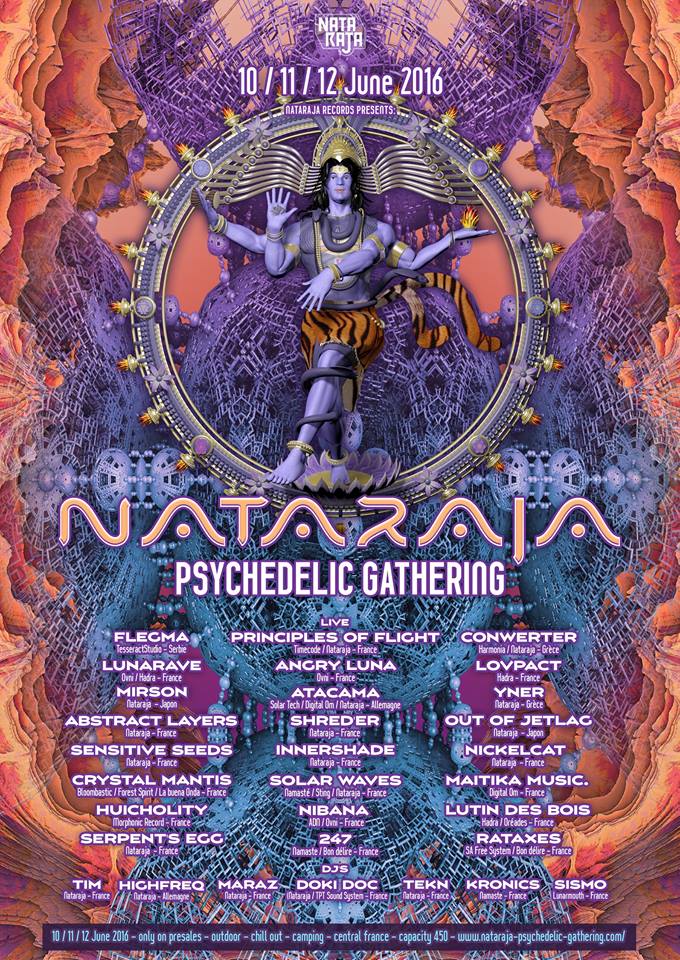 NATA
RAJA
10 / 11 / 12 June 2016
NATARAJA RECORDS PRESENTS:
NATARAJA
PSYCHEDELIC GATHERING
LIVE
FLEGMA PRINCIPLES OF FLIGHT CONWERTER
TesseractStudio – Serbie Timecode / Nataraja – France Harmonia / Nataraja – Grèce
LUNARAVE ANGRY LUNA LOVPACT
Ovni / Hadra – France Ovni – France Hadra – France
MIRSON ATACAMA YNER
Nataraja – Japon Solar Tech / Digital Om / Nataraja – Allemagne Nataraja – Grèce
ABSTRACT LAYERS SHRED'ER OUT OF JETLAG
Nataraja – France Nataraja – France Nataraja – Japon
SENSITIVE SEEDS INNERSHADE NICKELCAT
Nataraja – France Nataraja – France Nataraja – France
CRYSTAL MANTIS SOLAR WAVES MAITIKA MUSIC.
Bloombastic / Forest Spirit / La buena Onda – France Namasté / Sting / Nataraja – France Digital Om – France
HUICHOLITY NIBANA LUTIN DES BOIS
Morphonic Record – France ADN / Ovni – France Hadra / Oréades – France
SERPENT'S EGG 247 RATAXES
Nataraja – France Namaste / Bon délire – France SA Free System / Bon délire – France
DJS
TIM HIGHFREQ MARAZ DOKI DOC TEKN KRONICS SISMO
Nataraja – France Nataraja – Allemagne Nataraja – France Nataraja / TPT Sound System – France Nataraja – France Namaste – France Lunarmouth – France
10 / 11 / 12 June 2016 – only on presales – outdoor – chill out – camping – central france – capacity 450 – www.nataraja-psychedelic-gathering.com/